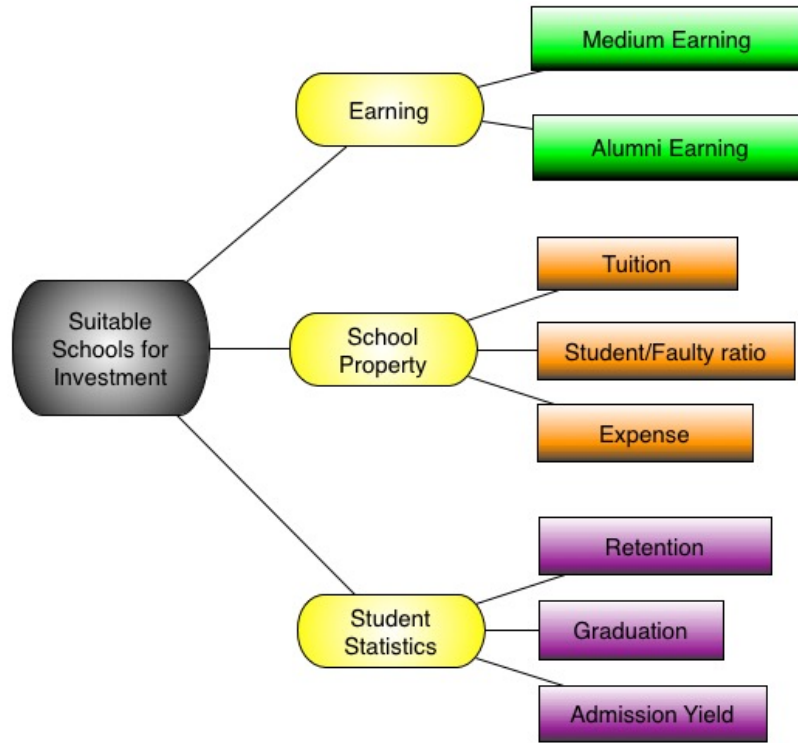 Medium Earning
Earning
Alumni Earning
Tuition
Suitable
Schools for
Investment
School
Property
Student/Faulty ratio
Expense
Retention
Student
Statistics
Graduation
Admission Yield